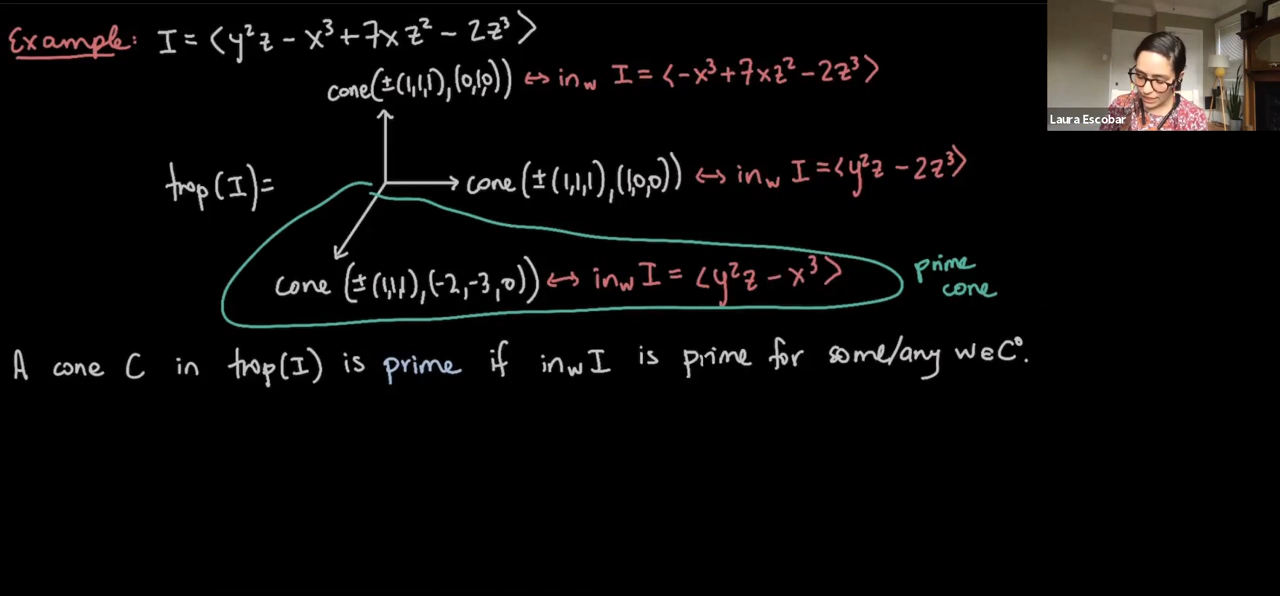 Example: I = ⟨y²z - x³ + 7xz² - 2z³⟩
cone(±(1,1,1), (0,1,0)) ↔ in_w I = ⟨-x³ + 7xz² - 2z³⟩
Laura Escobar
trop(I) =
cone(±(1,1,1), (1,0,0)) ↔ in_w I = ⟨y²z - 2z³⟩
cone(±(1,1,1), (-2,-3,0)) ↔ in_w I = ⟨y²z - x³⟩
prime
cone
A cone C in trop(I) is prime if in_w I is prime for some/any w∈C°.